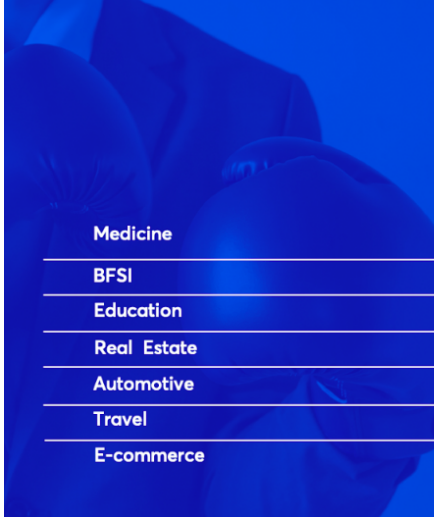 Medicine
BFSI
Education
Real Estate
Automotive
Travel
E-commerce